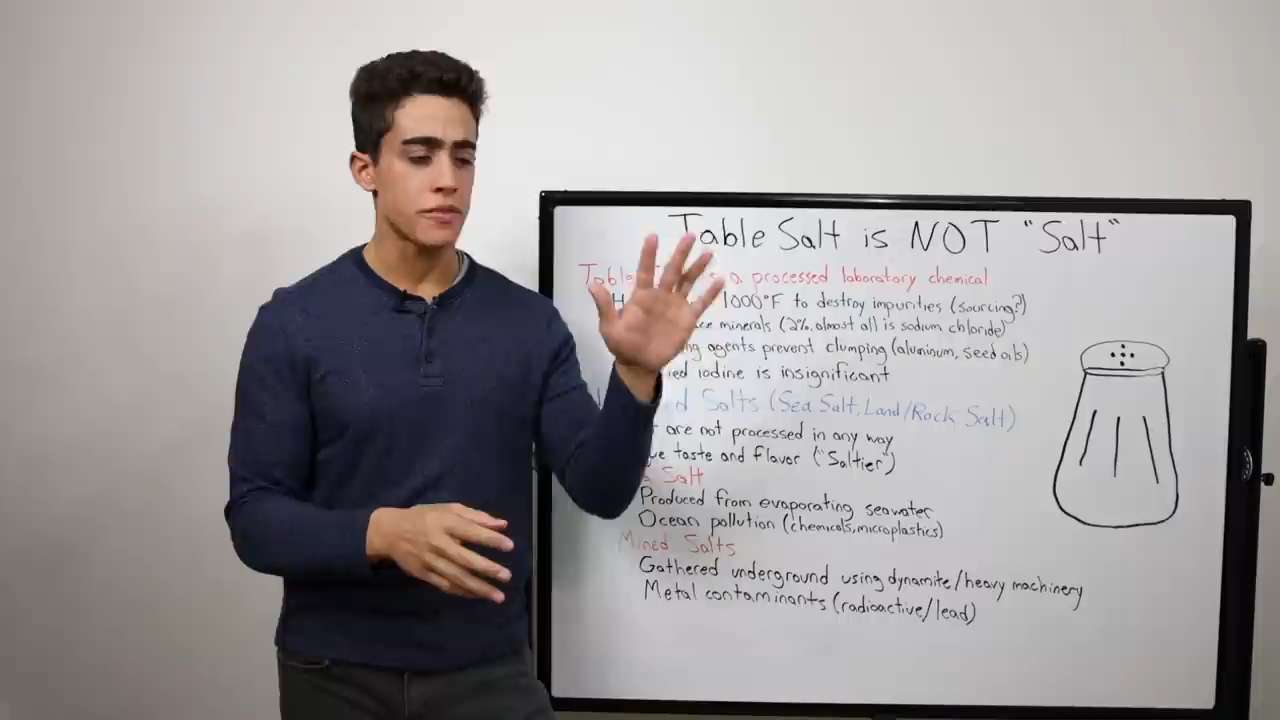 Table Salt is NOT "Salt"
a processed laboratory chemical
1000°F to destroy impurities (sourcing?)
minerals (2%, almost all is sodium chloride)
agents prevent clumping (aluminum, seed oils)
iodine is insignificant
Salts (Sea Salt, Land/Rock Salt)
are not processed in any way
taste and flavor ("Saltier")
Salt
Produced from evaporating seawater
Ocean pollution (chemicals, microplastics)
Mined Salts
Gathered underground using dynamite/heavy machinery
Metal contaminants (radioactive/lead)